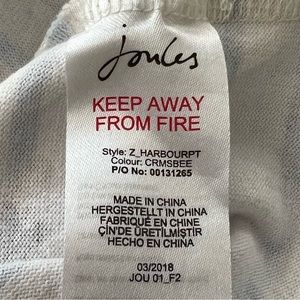 Joules
KEEP AWAY
FROM FIRE
Style: Z_HARBOURPT
Colour: CRMSBEE
P/O No: 00131265
MADE IN CHINA
HERGESTELLT IN CHINA
FABRIQUÉ EN CHINE
ÇİN'DE ÜRETİLMİŞTİR
HECHO EN CHINA
03/2018
JOU 01_F2